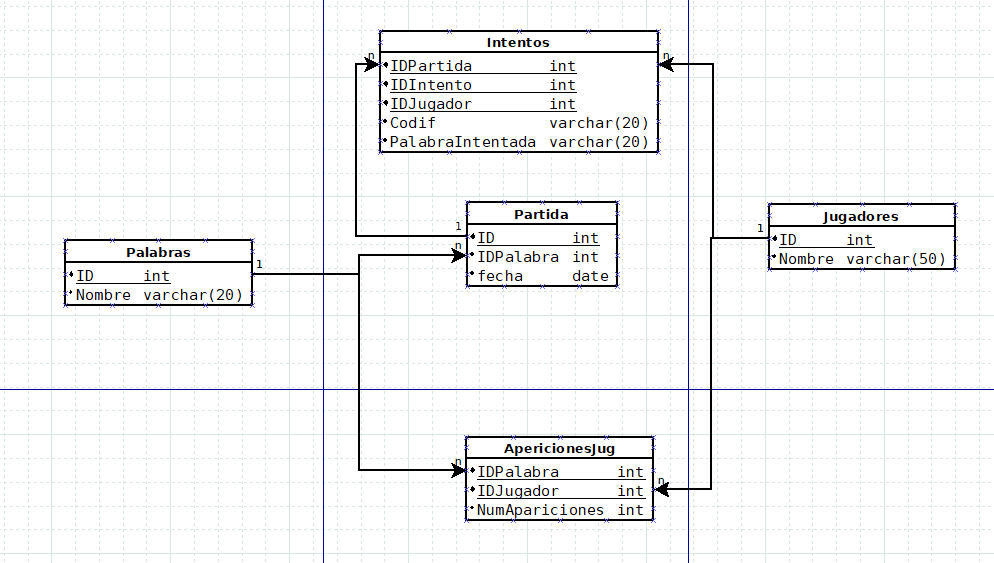 Intentos
n
n
IDPartida int
IDIntento int
IDJugador int
Codif varchar(20)
PalabraIntentada varchar(20)
Partida
1
ID int
n
IDPalabra int
fecha date
Jugadores
1
ID int
Nombre varchar(50)
Palabras
1
ID int
Nombre varchar(20)
ApericionesJug
n
IDPalabra int
n
IDJugador int
NumApariciones int